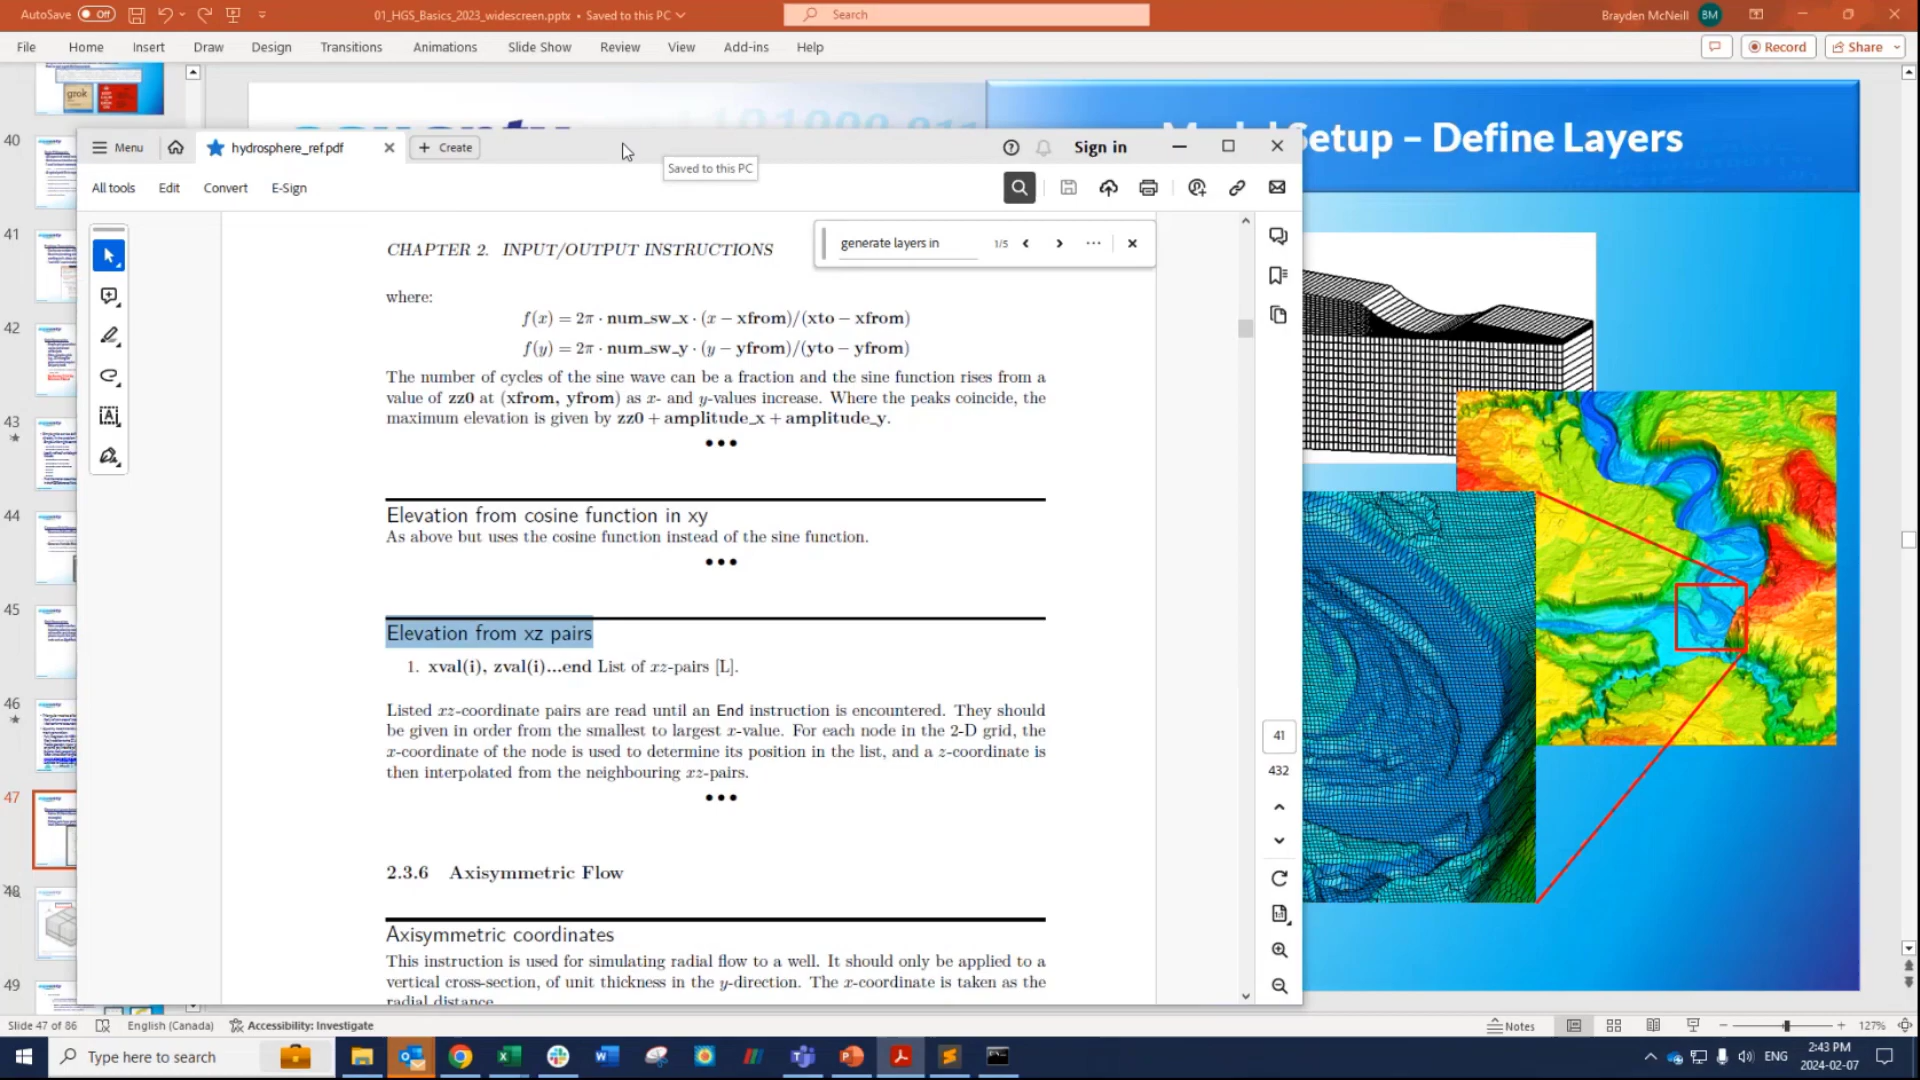 AutoSave Off
01_HGS_Basics_2023_widescreen.pptx • Saved to this PC
Search
Brayden McNeill BM
File Home Insert Draw Design Transitions Animations Slide Show Review View Add-ins Help
Record
Share
grok
40
41
42
43
44
45
46
47
48
49
Setup – Define Layers
Menu
hydrosphere_ref.pdf
Create
Saved to this PC
Sign in
All tools Edit Convert E-Sign
generate layers in 1/5
CHAPTER 2. INPUT/OUTPUT INSTRUCTIONS
where:
f(x) = 2π · num_sw_x · (x − xfrom)/(xto − xfrom)
f(y) = 2π · num_sw_y · (y − yfrom)/(yto − yfrom)
The number of cycles of the sine wave can be a fraction and the sine function rises from a
value of zz0 at (xfrom, yfrom) as x- and y-values increase. Where the peaks coincide, the
maximum elevation is given by zz0 + amplitude_x + amplitude_y.
• • •
Elevation from cosine function in xy
As above but uses the cosine function instead of the sine function.
• • •
Elevation from xz pairs
1. xval(i), zval(i)...end List of xz-pairs [L].
Listed xz-coordinate pairs are read until an End instruction is encountered. They should
be given in order from the smallest to largest x-value. For each node in the 2-D grid, the
x-coordinate of the node is used to determine its position in the list, and a z-coordinate is
then interpolated from the neighbouring xz-pairs.
• • •
2.3.6 Axisymmetric Flow
Axisymmetric coordinates
This instruction is used for simulating radial flow to a well. It should only be applied to a
vertical cross-section, of unit thickness in the y-direction. The x-coordinate is taken as the
radial distance
41
432
Slide 47 of 86
English (Canada)
Accessibility: Investigate
Notes
127%
Type here to search
ENG
2:43 PM
2024-02-07